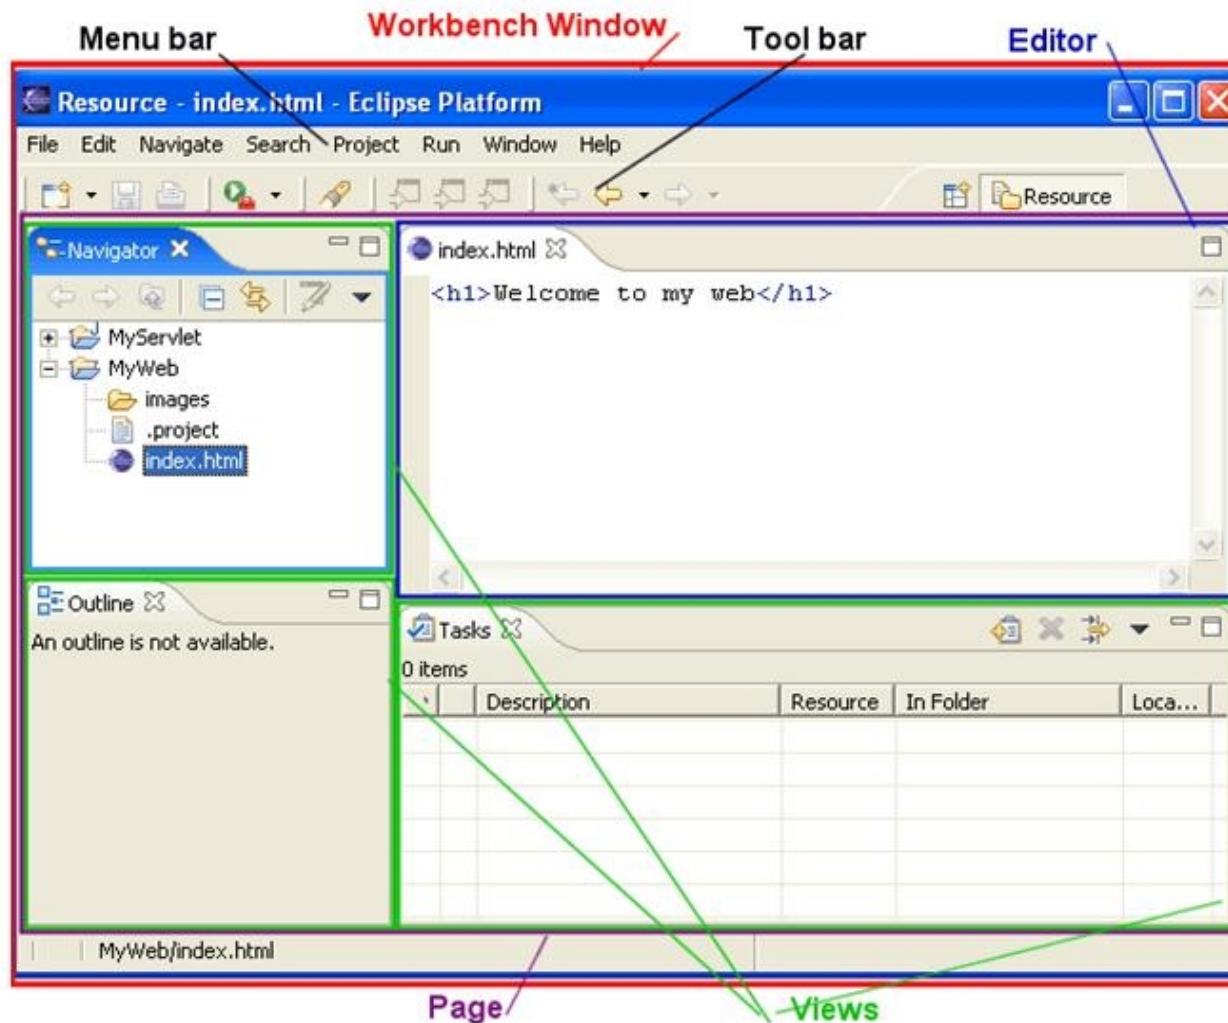 Menu bar Workbench Window Tool bar Editor
Resource - index.html - Eclipse Platform
File Edit Navigate Search Project Run Window Help
Resource
Navigator
MyServlet
MyWeb
images
.project
index.html
index.html
<h1>Welcome to my web</h1>
Outline
An outline is not available.
Tasks
0 items
Description Resource In Folder Loca...
MyWeb/index.html
Page Views